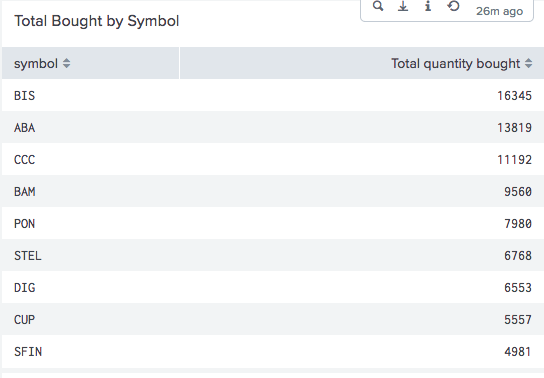 Total Bought by Symbol
26m ago
symbol Total quantity bought
BIS 16345
ABA 13819
CCC 11192
BAM 9560
PON 7980
STEL 6768
DIG 6553
CUP 5557
SFIN 4981